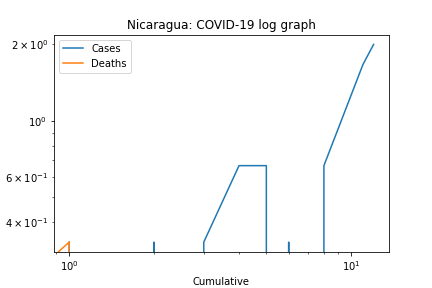 Nicaragua: COVID-19 log graph
Cases
Deaths
2 × 10⁰
10⁰
6 × 10⁻¹
4 × 10⁻¹
10⁰
10¹
Cumulative